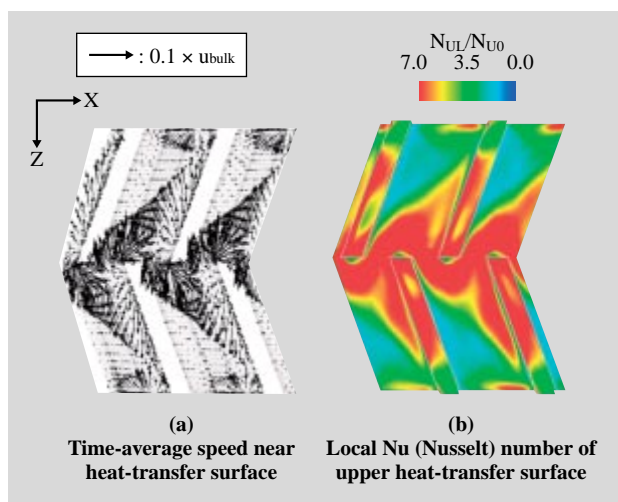 : 0.1 × ubulk
X
Z
NUL/NU0
7.0 3.5 0.0
(a)
Time-average speed near
heat-transfer surface
(b)
Local Nu (Nusselt) number of
upper heat-transfer surface